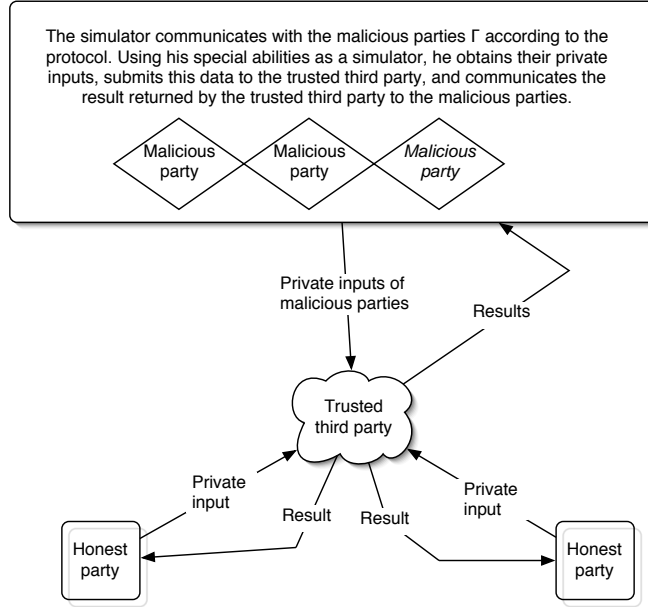 The simulator communicates with the malicious parties Γ according to the
protocol. Using his special abilities as a simulator, he obtains their private
inputs, submits this data to the trusted third party, and communicates the
result returned by the trusted third party to the malicious parties.
Malicious
party
Malicious
party
Malicious
party
Private inputs of
malicious parties
Results
Trusted
third party
Private
input
Result
Result
Private
input
Honest
party
Honest
party